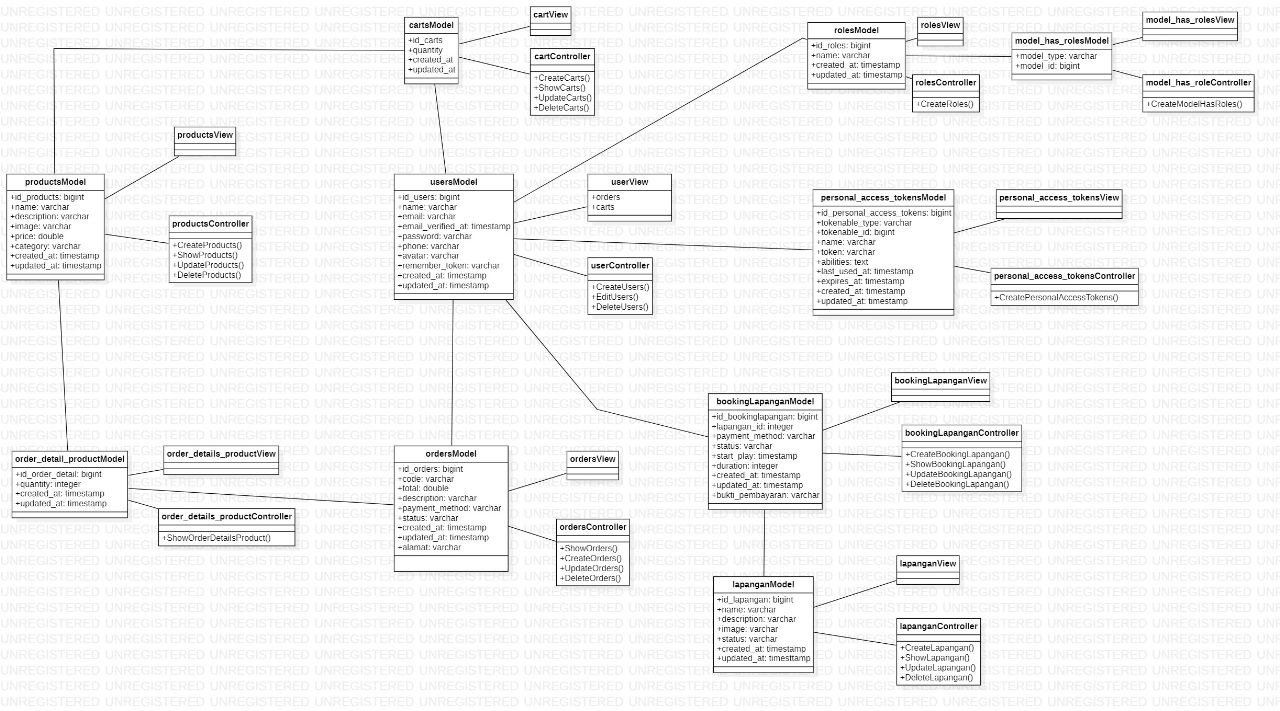 cartsModel
+id_carts
+quantity
+created_at
+updated_at
cartView
cartController
+CreateCarts()
+ShowCarts()
+UpdateCarts()
+DeleteCarts()
rolesModel
+id_roles: bigint
+name: varchar
+created_at: timestamp
+updated_at: timestamp
rolesView
rolesController
+CreateRoles()
model_has_rolesModel
+model_type: varchar
+model_id: bigint
model_has_rolesView
model_has_roleController
+CreateModelHasRoles()
productsView
productsModel
+id_products: bigint
+name: varchar
+description: varchar
+image: varchar
+price: double
+category: varchar
+created_at: timestamp
+updated_at: timestamp
productsController
+CreateProducts()
+ShowProducts()
+UpdateProducts()
+DeleteProducts()
usersModel
+id_users: bigint
+name: varchar
+email: varchar
+email_verified_at: timestamp
+password: varchar
+phone: varchar
+avatar: varchar
+remember_token: varchar
+created_at: timestamp
+updated_at: timestamp
userView
+orders
+carts
userController
+CreateUsers()
+EditUsers()
+DeleteUsers()
personal_access_tokensModel
+id_personal_access_tokens: bigint
+tokenable_type: varchar
+tokenable_id: bigint
+name: varchar
+token: varchar
+abilities: text
+last_used_at: timestamp
+expires_at: timestamp
+created_at: timestamp
+updated_at: timestamp
personal_access_tokensView
personal_access_tokensController
+CreatePersonalAccessTokens()
order_detail_productModel
+id_order_detail: bigint
+quantity: integer
+created_at: timestamp
+updated_at: timestamp
order_details_productView
order_details_productController
+ShowOrderDetailsProduct()
ordersModel
+id_orders: bigint
+code: varchar
+total: double
+description: varchar
+payment_method: varchar
+status: varchar
+created_at: timestamp
+updated_at: timestamp
+alamat: varchar
ordersView
ordersController
+ShowOrders()
+CreateOrders()
+UpdateOrders()
+DeleteOrders()
bookingLapanganModel
+id_bookinglapangan: bigint
+lapangan_id: integer
+payment_method: varchar
+status: varchar
+start_play: timestamp
+duration: integer
+created_at: timestamp
+updated_at: timestamp
+bukti_pembayaran: varchar
bookingLapanganView
bookingLapanganController
+CreateBookingLapangan()
+ShowBookingLapangan()
+UpdateBookingLapangan()
+DeleteBookingLapangan()
lapanganModel
+id_lapangan: bigint
+name: varchar
+description: varchar
+image: varchar
+status: varchar
+created_at: timestamp
+updated_at: timesttamp
lapanganView
lapanganController
+CreateLapangan()
+ShowLapangan()
+UpdateLapangan()
+DeleteLapangan()